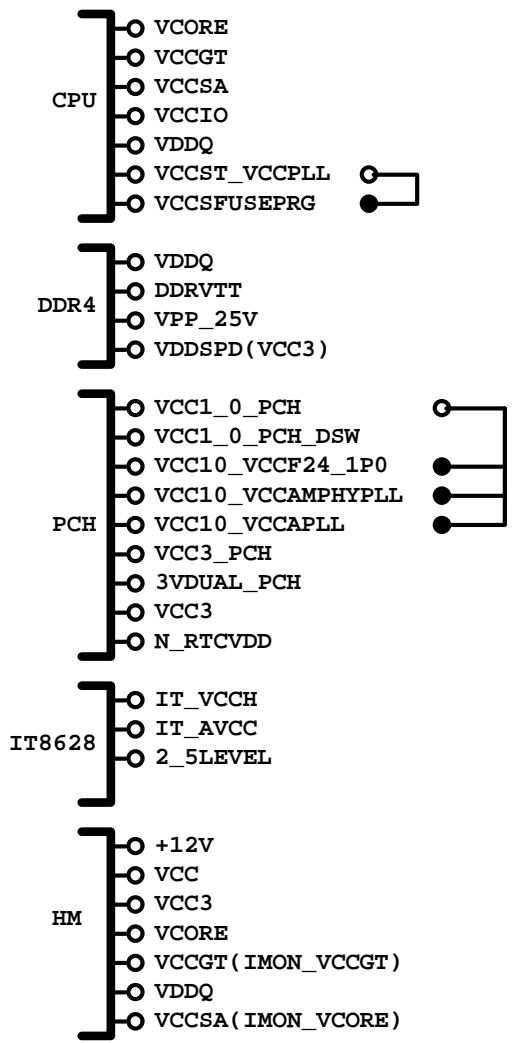 VCORE
VCCGT
VCCSA
CPU
VCCIO
VDDQ
VCCST_VCCPLL
VCCSFUSEPRG
VDDQ
DDR4
DDRVTT
VPP_25V
VDDSPD(VCC3)
VCC1_0_PCH
VCC1_0_PCH_DSW
VCC10_VCCF24_1P0
VCC10_VCCAMPHYPLL
PCH
VCC10_VCCAPLL
VCC3_PCH
3VDUAL_PCH
VCC3
N_RTCVDD
IT_VCCH
IT8628
IT_AVCC
2_5LEVEL
+12V
VCC
VCC3
HM
VCORE
VCCGT(IMON_VCCGT)
VDDQ
VCCSA(IMON_VCORE)